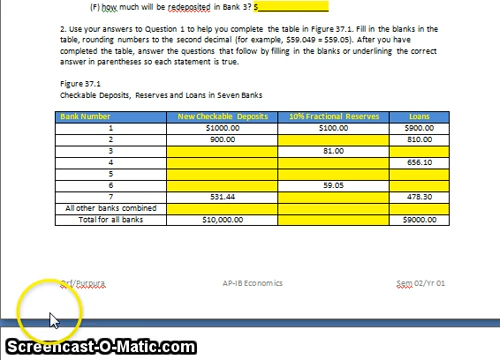 (F) how much will be redeposited in Bank 3? $
2. Use your answers to Question 1 to help you complete the table in Figure 37.1. Fill in the blanks in the
table, rounding numbers to the second decimal (for example, $59.049 = $59.05). After you have
completed the table, answer the questions that follow by filling in the blanks or underlining the correct
answer in parentheses so each statement is true.
Figure 37.1
Checkable Deposits, Reserves and Loans in Seven Banks
Bank Number New Checkable Deposits 10% Fractional Reserves Loans
1 $1000.00 $100.00 $900.00
2 900.00 810.00
3 81.00
4 656.10
5
6 59.05
7 531.44 478.30
All other banks combined
Total for all banks $10,000.00 $9000.00
Orf/Purpura AP-IB Economics Sem 02/Yr 01
Screencast-O-Matic.com